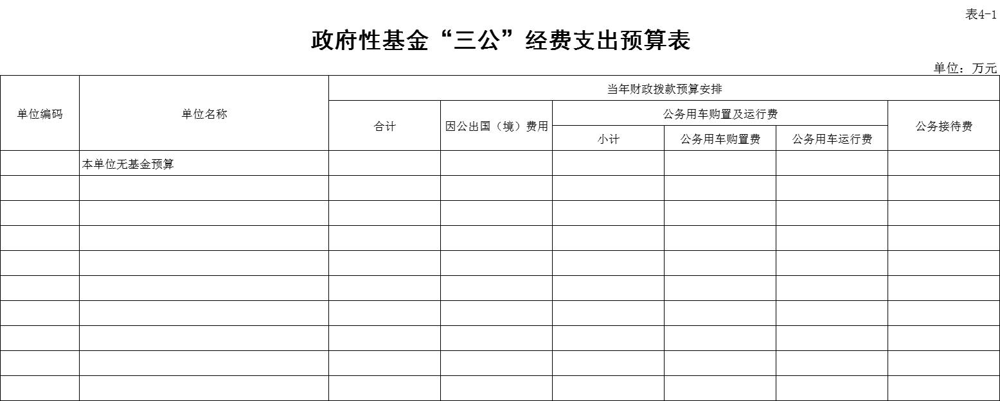 表4-1
政府性基金“三公”经费支出预算表
单位：万元
单位编码
单位名称
当年财政拨款预算安排
合计
因公出国（境）费用
公务用车购置及运行费
公务接待费
小计
公务用车购置费
公务用车运行费
本单位无基金预算